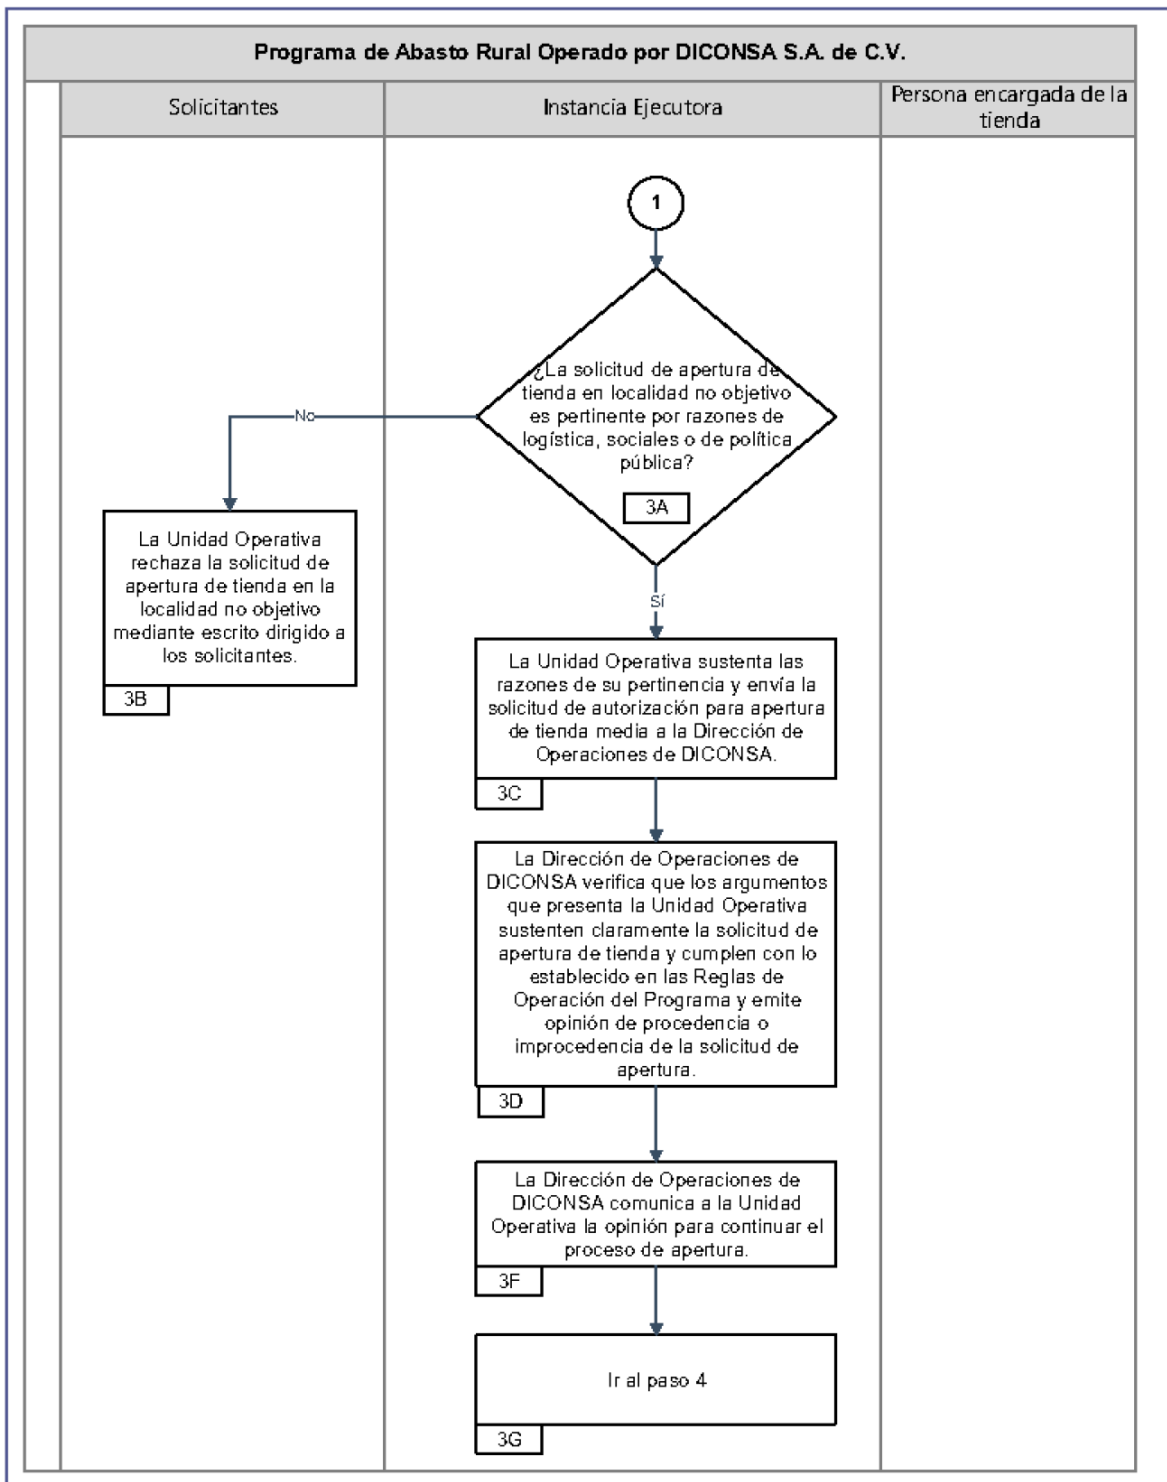 Programa de Abasto Rural Operado por DICONSA S.A. de C.V.
Solicitantes
Instancia Ejecutora
Persona encargada de la
tienda
1
¿La solicitud de apertura de
tienda en localidad no objetivo
es pertinente por razones de
logística, sociales o de política
pública?
3A
No
La Unidad Operativa
rechaza la solicitud de
apertura de tienda en la
localidad no objetivo
mediante escrito dirigido a
los solicitantes.
3B
Sí
La Unidad Operativa sustenta las
razones de su pertinencia y envía la
solicitud de autorización para apertura
de tienda media a la Dirección de
Operaciones de DICONSA.
3C
La Dirección de Operaciones de
DICONSA verifica que los argumentos
que presenta la Unidad Operativa
sustenten claramente la solicitud de
apertura de tienda y cumplen con lo
establecido en las Reglas de
Operación del Programa y emite
opinión de procedencia o
improcedencia de la solicitud de
apertura.
3D
La Dirección de Operaciones de
DICONSA comunica a la Unidad
Operativa la opinión para continuar el
proceso de apertura.
3F
Ir al paso 4
3G